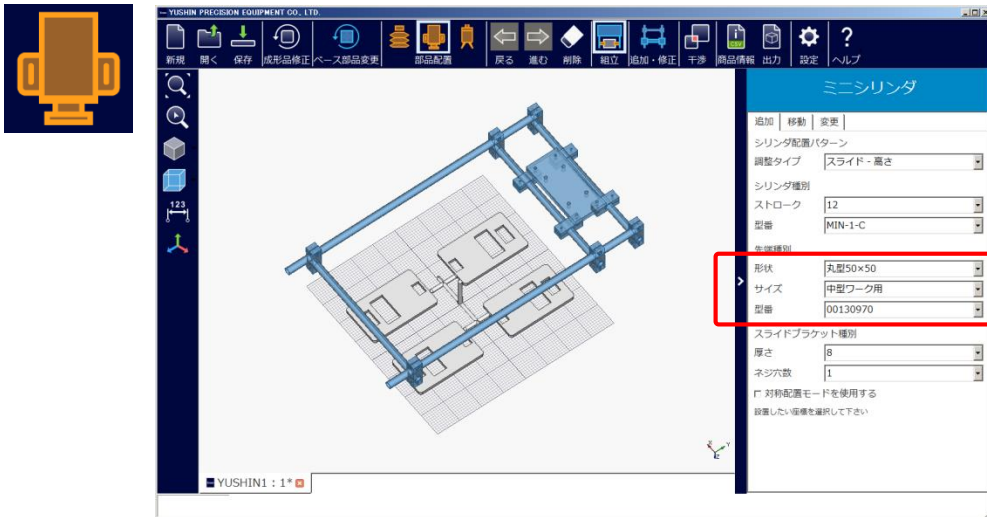 YUSHIN PRECISION EQUIPMENT CO., LTD.
新規 開く 保存 成形品修正 ベース部品変更 部品配置 戻る 進む 削除 組立 追加・修正 干渉 商品情報 出力 設定 ヘルプ
CSV
?
123
ミニシリンダ
追加 移動 変更
シリンダ配置パターン
調整タイプ スライド - 高さ
シリンダ種別
ストローク 12
型番 MIN-1-C
先端種別
形状 丸型50×50
サイズ 中型ワーク用
型番 00130970
スライドブラケット種別
厚さ 8
ネジ穴数 1
対称配置モードを使用する
設置したい座標を選択して下さい
X Y Z
YUSHIN1 : 1*